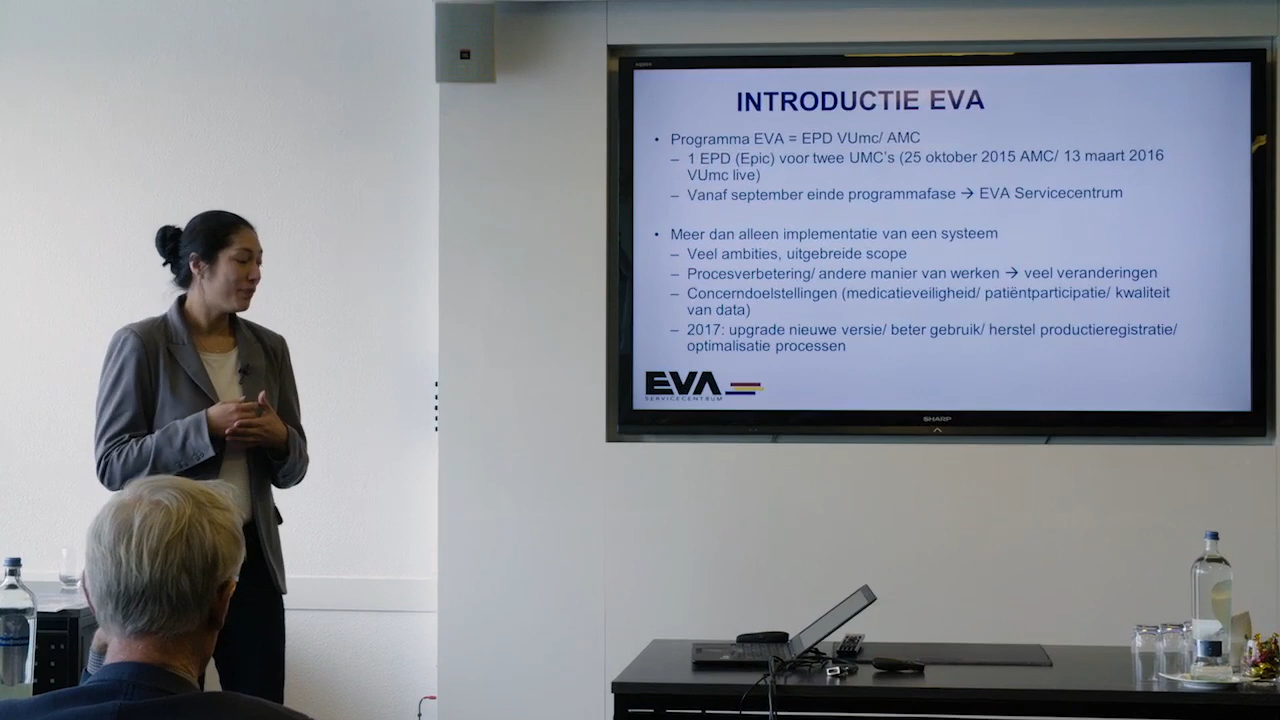 INTRODUCTIE EVA
• Programma EVA = EPD VUmc/ AMC
– 1 EPD (Epic) voor twee UMC's (25 oktober 2015 AMC/ 13 maart 2016
VUmc live)
– Vanaf september einde programmafase → EVA Servicecentrum
• Meer dan alleen implementatie van een systeem
– Veel ambities, uitgebreide scope
– Procesverbetering/ andere manier van werken → veel veranderingen
– Concerndoelstellingen (medicatieveiligheid/ patiëntparticipatie/ kwaliteit
van data)
– 2017: upgrade nieuwe versie/ beter gebruik/ herstel productieregistratie/
optimalisatie processen
EVA
SERVICECENTRUM
SHARP